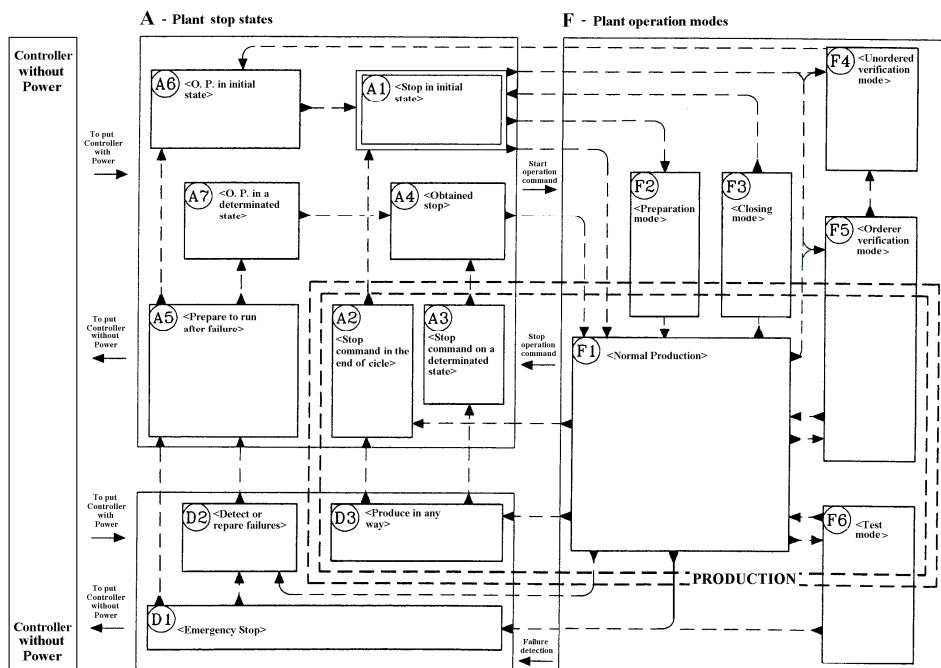 A - Plant stop states
F - Plant operation modes
Controller
without
Power
A6
<O. P. in initial
state>
A1
<Stop in initial
state>
F4
<Unordered
verification
mode>
To put
Controller
with
Power
Start
operation
command
A7
<O. P. in a
determinated
state>
A4
<Obtained
stop>
F2
<Preparation
mode>
F3
<Closing
mode>
F5
<Orderer
verification
mode>
To put
Controller
without
Power
A5
<Prepare to run
after failure>
A2
<Stop
command in the
end of cicle>
A3
<Stop
command on a
determinated
state>
Stop
operation
command
F1
<Normal Production>
To put
Controller
with
Power
D2
<Detect or
repare failures>
D3
<Produce in any
way>
F6
<Test
mode>
PRODUCTION
To put
Controller
without
Power
D1
<Emergency Stop>
Failure
detection
Controller
without
Power